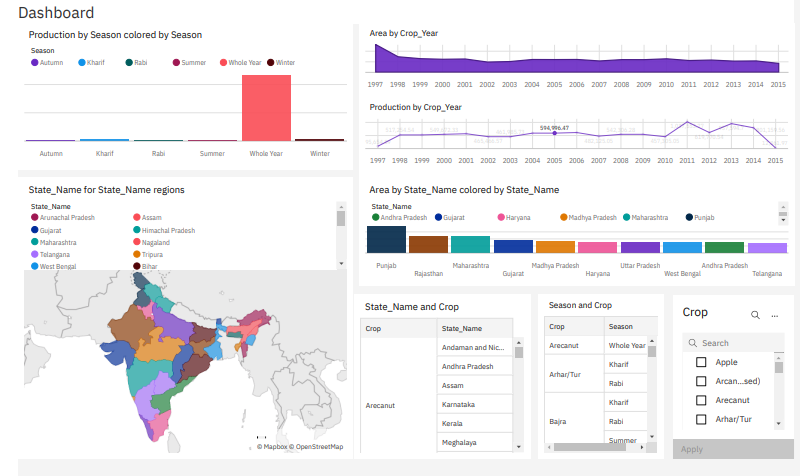 Dashboard
Production by Season colored by Season
Season
Autumn Kharif Rabi Summer Whole Year Winter
Autumn Kharif Rabi Summer Whole Year Winter
Area by Crop_Year
1997 1998 1999 2000 2001 2002 2003 2004 2005 2006 2007 2008 2009 2010 2011 2012 2013 2014 2015
Production by Crop_Year
594,996.47
1997 1998 1999 2000 2001 2002 2003 2004 2005 2006 2007 2008 2009 2010 2011 2012 2013 2014 2015
State_Name for State_Name regions
State_Name
Arunachal Pradesh Assam
Gujarat Himachal Pradesh
Maharashtra Nagaland
Telangana Tripura
West Bengal Bihar
© Mapbox © OpenStreetMap
Area by State_Name colored by State_Name
State_Name
Andhra Pradesh Gujarat Haryana Madhya Pradesh Maharashtra Punjab
Punjab Maharashtra Madhya Pradesh Uttar Pradesh Andhra Pradesh
Rajasthan Gujarat Haryana West Bengal Telangana
State_Name and Crop
Crop State_Name
Andaman and Nic...
Andhra Pradesh
Assam
Arecanut
Karnataka
Kerala
Meghalaya
Season and Crop
Crop Season
Arecanut Whole Year
Arhar/Tur Kharif
Rabi
Bajra Kharif
Rabi
Summer
Crop
...
Search
Apple
Arcan...sed)
Arecanut
Arhar/Tur
Apply